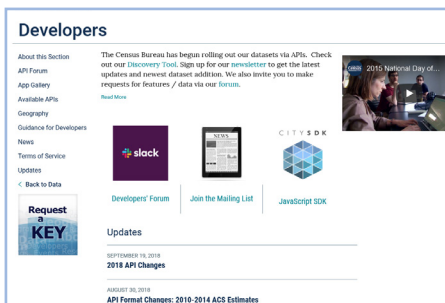 Developers
About this Section
API Forum
App Gallery
Available APIs
Geography
Guidance for Developers
News
Terms of Service
Updates
Back to Data
Request
a
KEY
The Census Bureau has begun rolling out our datasets via APIs. Check
out our Discovery Tool. Sign up for our newsletter to get the latest
updates and newest dataset addition. We also invite you to make
requests for features / data via our forum.
Read More
2015 National Day of...
slack
NEWS
CITYSDK
Developers' Forum
Join the Mailing List
JavaScript SDK
Updates
SEPTEMBER 19, 2018
2018 API Changes
AUGUST 30, 2018
API Format Changes: 2010-2014 ACS Estimates